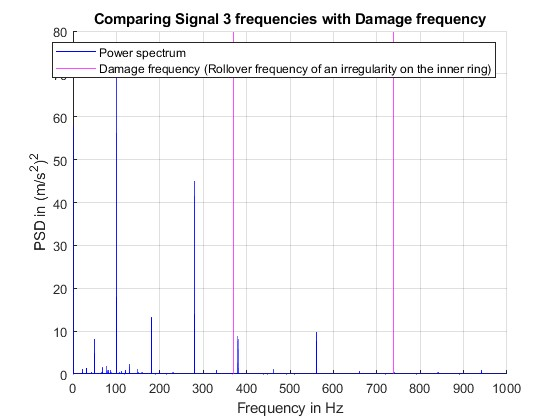 Comparing Signal 3 frequencies with Damage frequency
80
Power spectrum
Damage frequency (Rollover frequency of an irregularity on the inner ring)
70
60
50
40
30
20
10
0
PSD in (m/s²)²
0 100 200 300 400 500 600 700 800 900 1000
Frequency in Hz